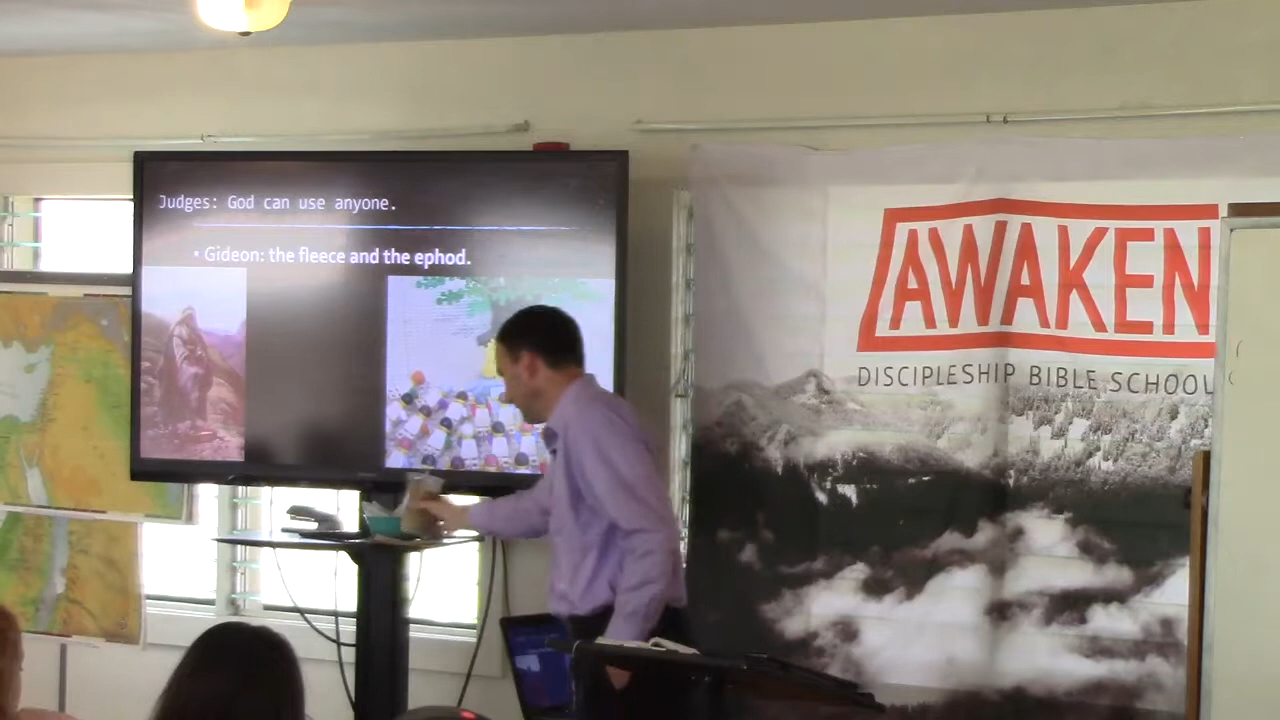 Judges: God can use anyone.
* Gideon: the fleece and the ephod.
AWAKEN
DISCIPLESHIP BIBLE SCHOOL